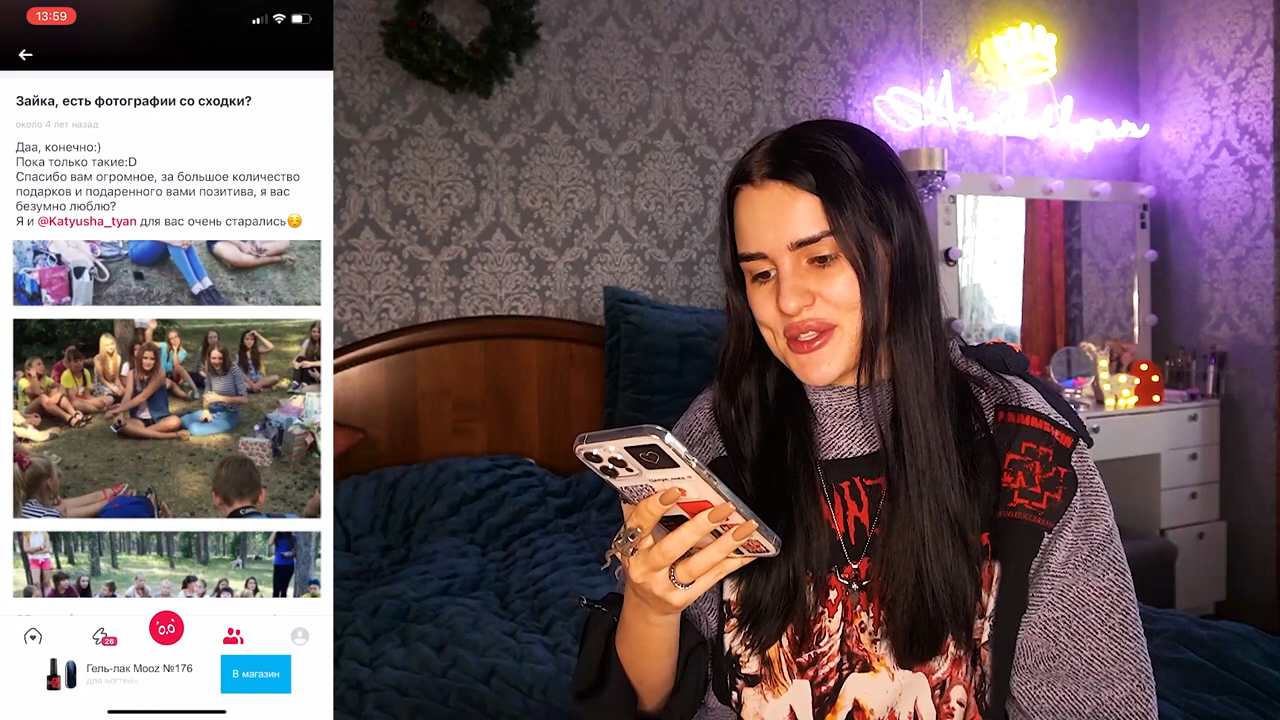 13:59
Зайка, есть фотографии со сходки?
около 4 лет назад
Даа, конечно:)
Пока только такие:D
Спасибо вам огромное, за большое количество
подарков и подаренного вами позитива, я вас
безумно люблю?
Я и @Katyusha_tyan для вас очень старались☺️
26
Гель-лак Mooz №176
для ногтей
В магазин
RAMMSTEIN